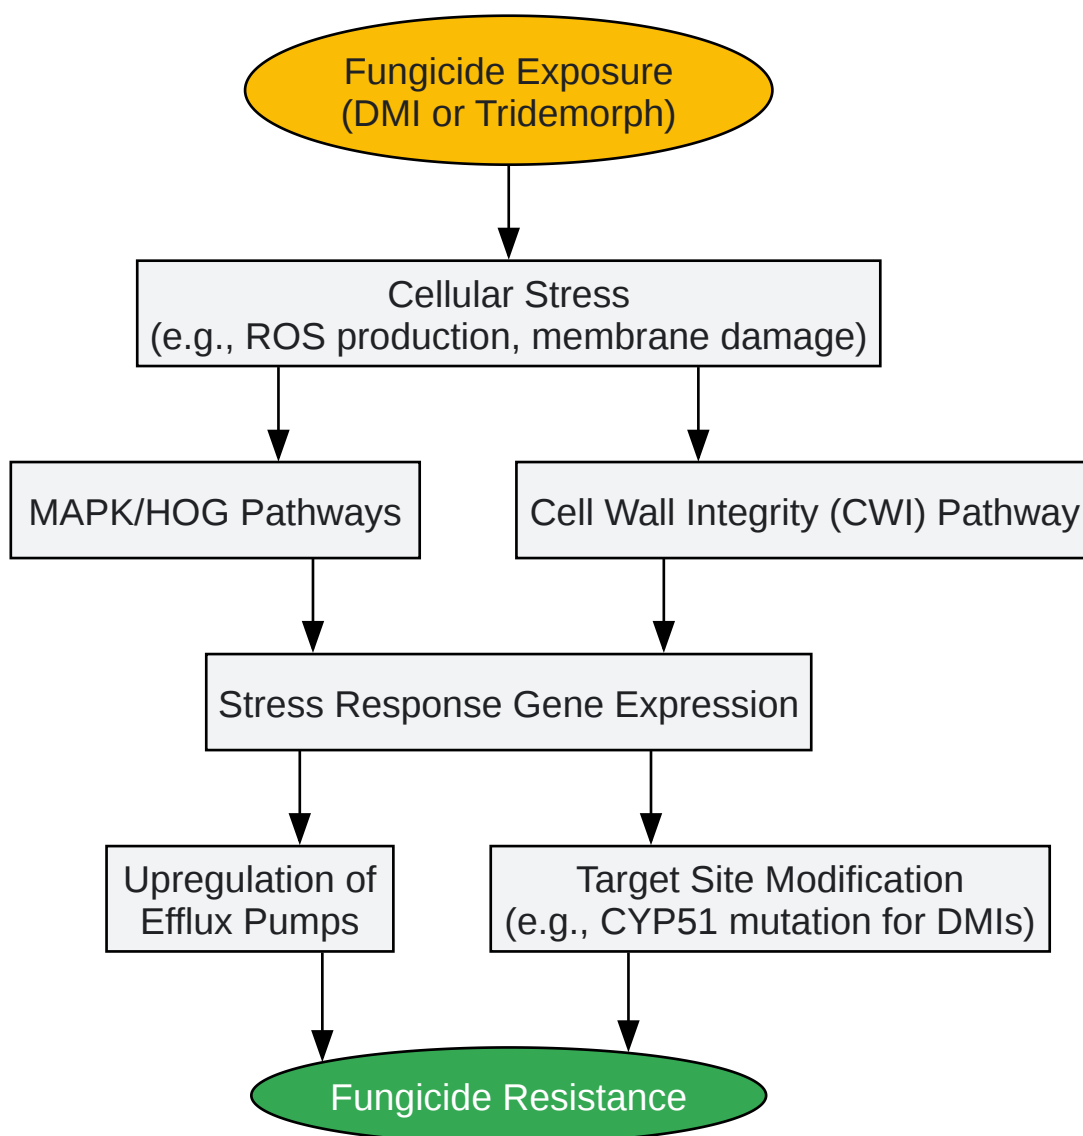 Fungicide Exposure
(DMI or Tridemorph)
Cellular Stress
(e.g., ROS production, membrane damage)
MAPK/HOG Pathways
Cell Wall Integrity (CWI) Pathway
Stress Response Gene Expression
Upregulation of
Efflux Pumps
Target Site Modification
(e.g., CYP51 mutation for DMIs)
Fungicide Resistance